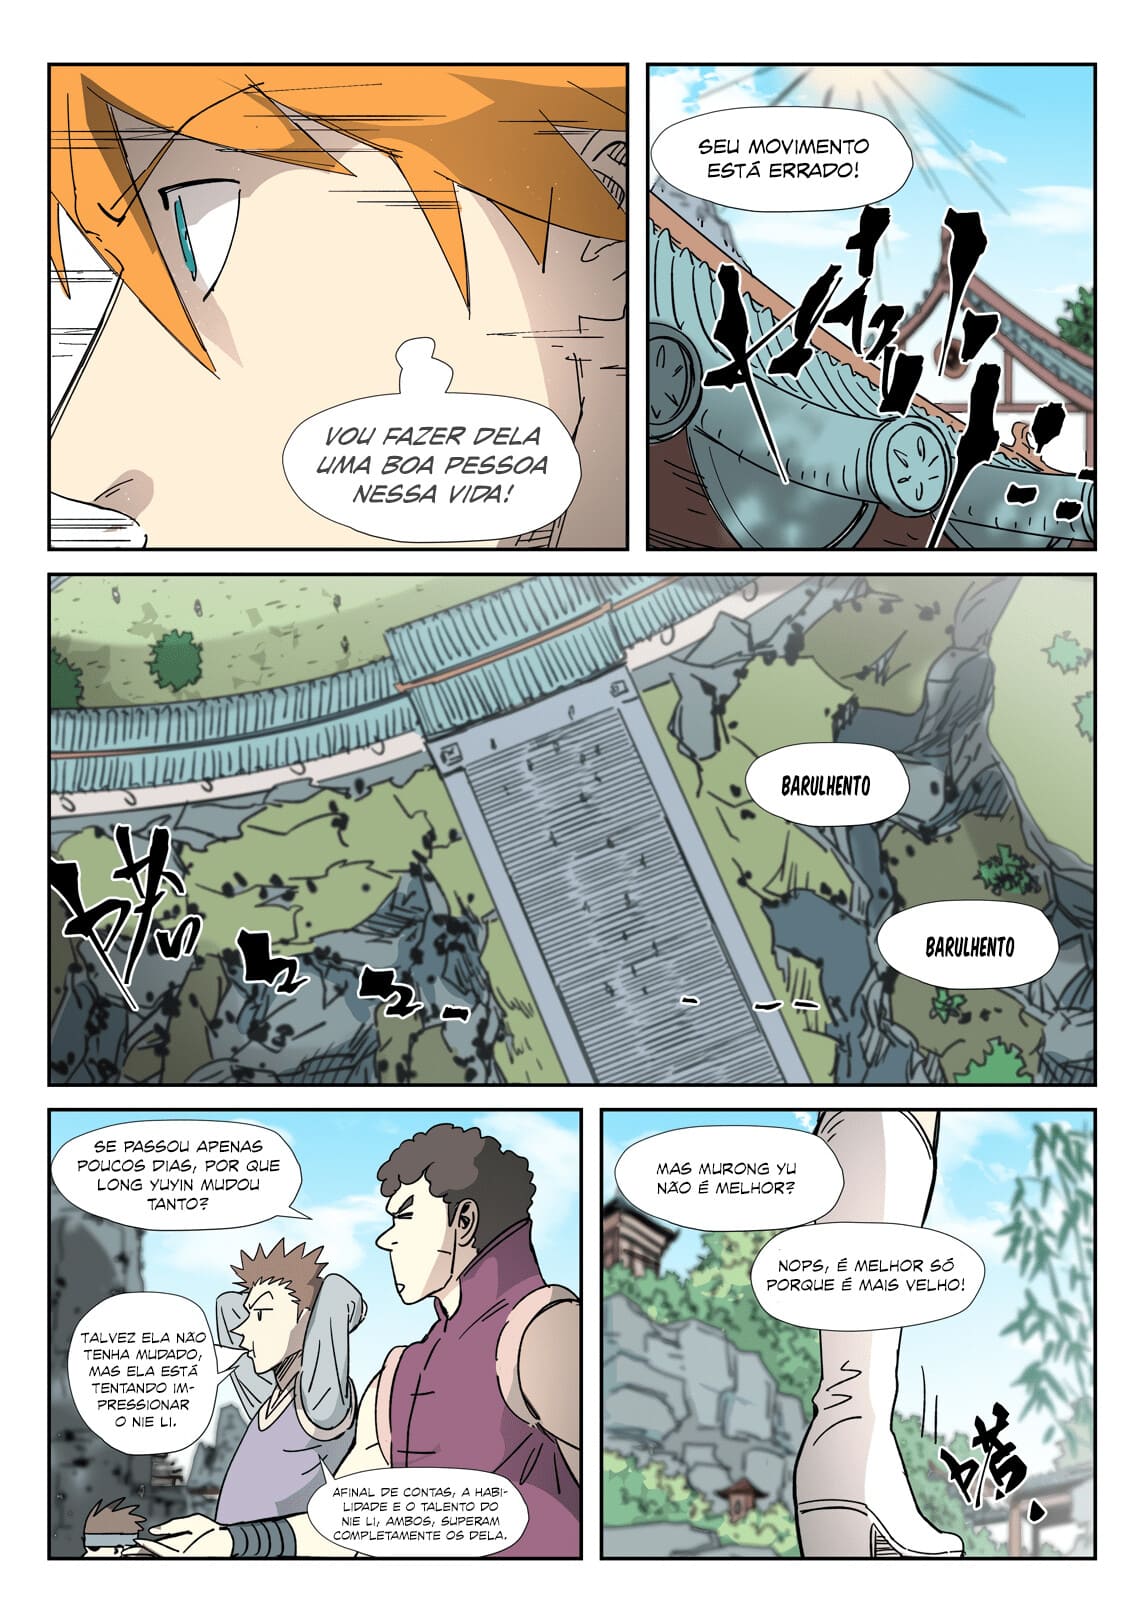 VOU FAZER DELA
UMA BOA PESSOA
NESSA VIDA!
SEU MOVIMENTO
ESTÁ ERRADO!
BARULHENTO
BARULHENTO
SE PASSOU APENAS
POUCOS DIAS, POR QUE
LONG YUYIN MUDOU
TANTO?
TALVEZ ELA NÃO
TENHA MUDADO,
MAS ELA ESTÁ
TENTANDO IM-
PRESSIONAR
O NIE LI.
AFINAL DE CONTAS, A HABI-
LIDADE E O TALENTO DO
NIE LI, AMBOS, SUPERAM
COMPLETAMENTE OS DELA.
MAS MURONG YU
NÃO É MELHOR?
NOPS, É MELHOR SÓ
PORQUE É MAIS VELHO!
嗒